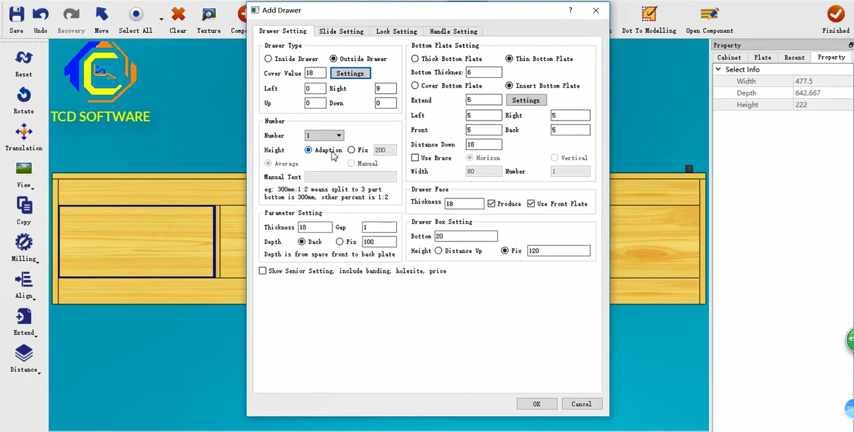 Add Drawer
?
Save Undo Recovery Move Select All Clear Texture Dot To Modelling Open Component Finished
Reset
Rotate
Translation
View
Copy
Milling
Align
Extend
Distance
TCD SOFTWARE
Drawer Setting Slide Setting Lock Setting Handle Setting
Drawer Type
Inside Drawer Outside Drawer
Cover Value 18 Settings
Left 0 Right 9
Up 0 Down 0
Number
Number 1
Height Adaption Fix 200
Average Manual
Manual Text
eg: 300mm:1:2 means split to 3 part
bottom is 300mm, other percent is 1:2
Parameter Setting
Thickness 18 Gap 1
Depth Back Fix 100
Depth is from space front to back plate
Show Senior Setting, include banding, holesite, price
Bottom Plate Setting
Thick Bottom Plate Thin Bottom Plate
Bottom Thicknes: 6
Cover Bottom Plate Insert Bottom Plate
Extend 5 Settings
Left 5 Right 5
Front 5 Back 5
Distance Down 18
Use Brace Horizon Vertical
Width 80 Number 1
Drawer Face
Thickness 18 Produce Use Front Plate
Drawer Box Setting
Bottom 20
Height Distance Up Fix 120
OK Cancel
Property
Cabinet Plate Recent Property
Select Info
Width 477.5
Depth 642.667
Height 222